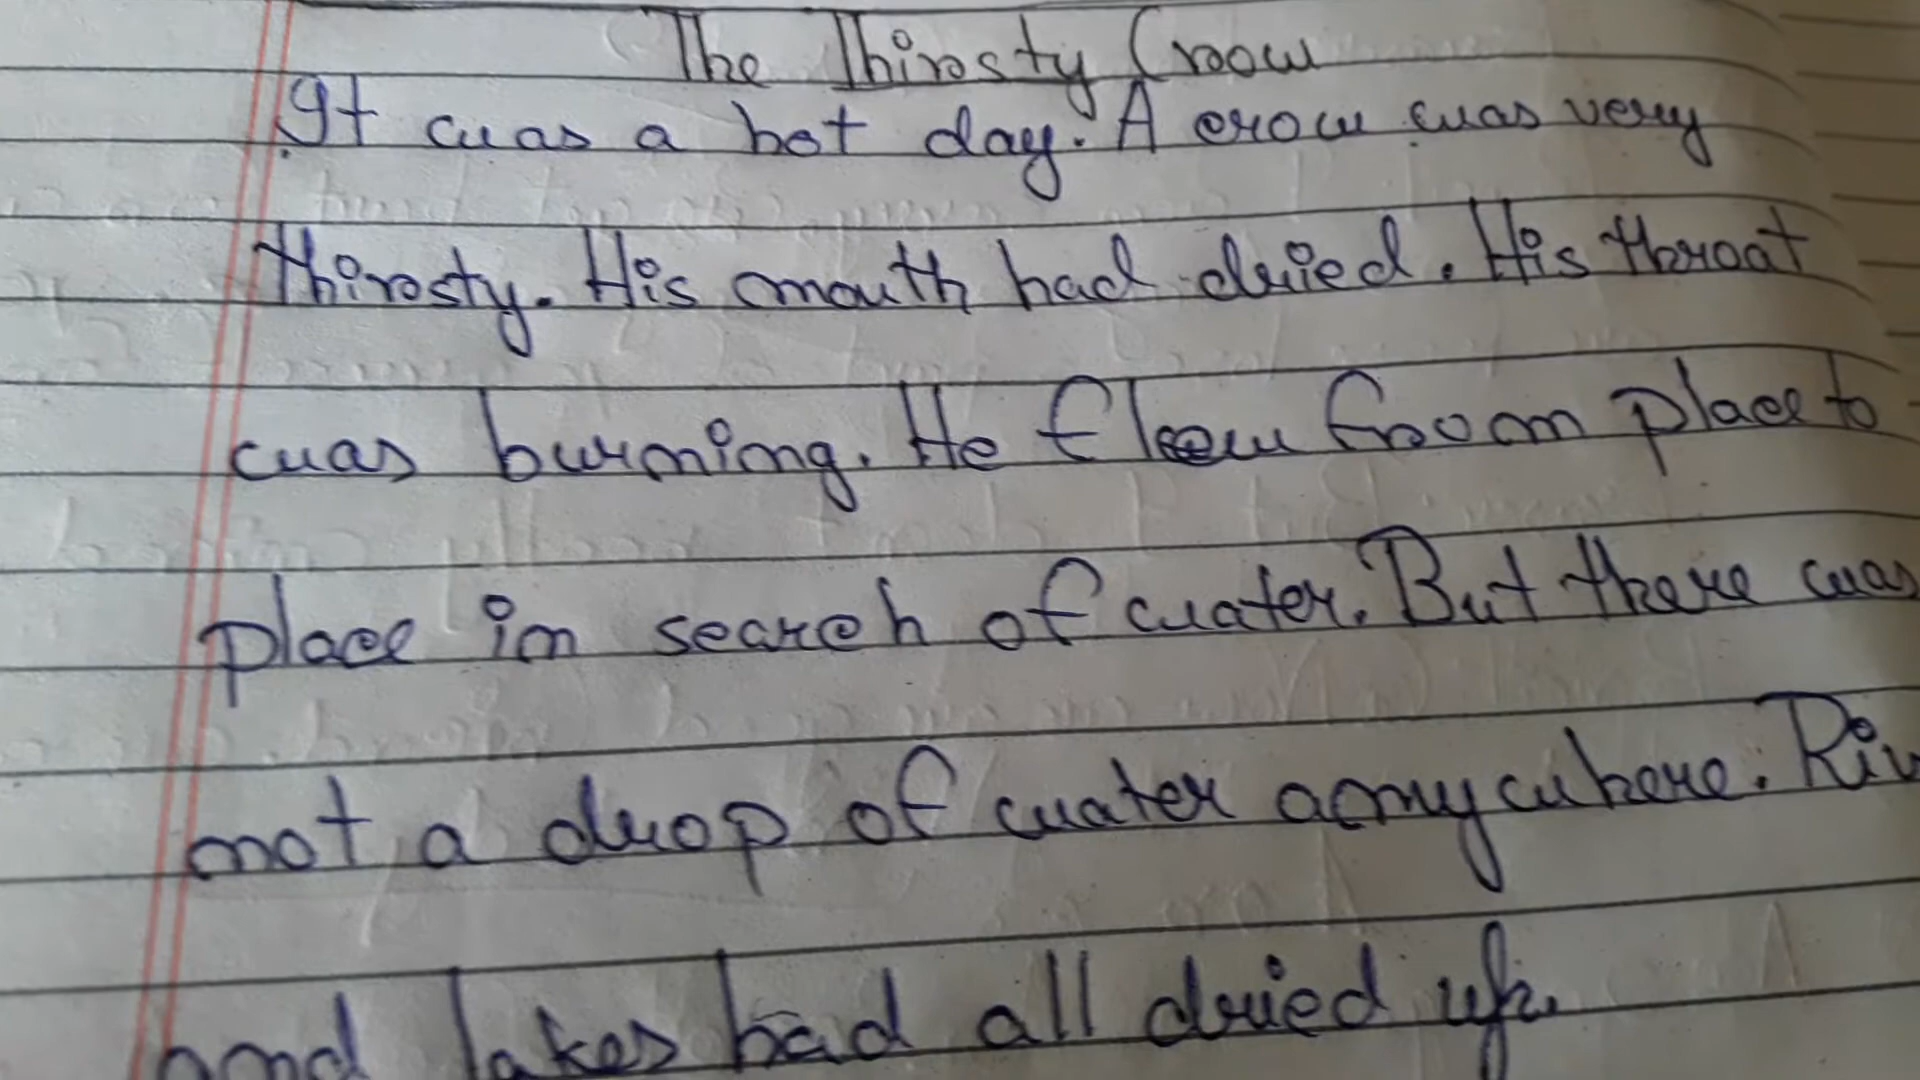 The Thirsty Crow
It was a hot day. A crow was very
thirsty. His mouth had dried. His throat
was burning. He flew from place to
place in search of water. But there was
not a drop of water anywhere. Riv
and lakes had all dried up.